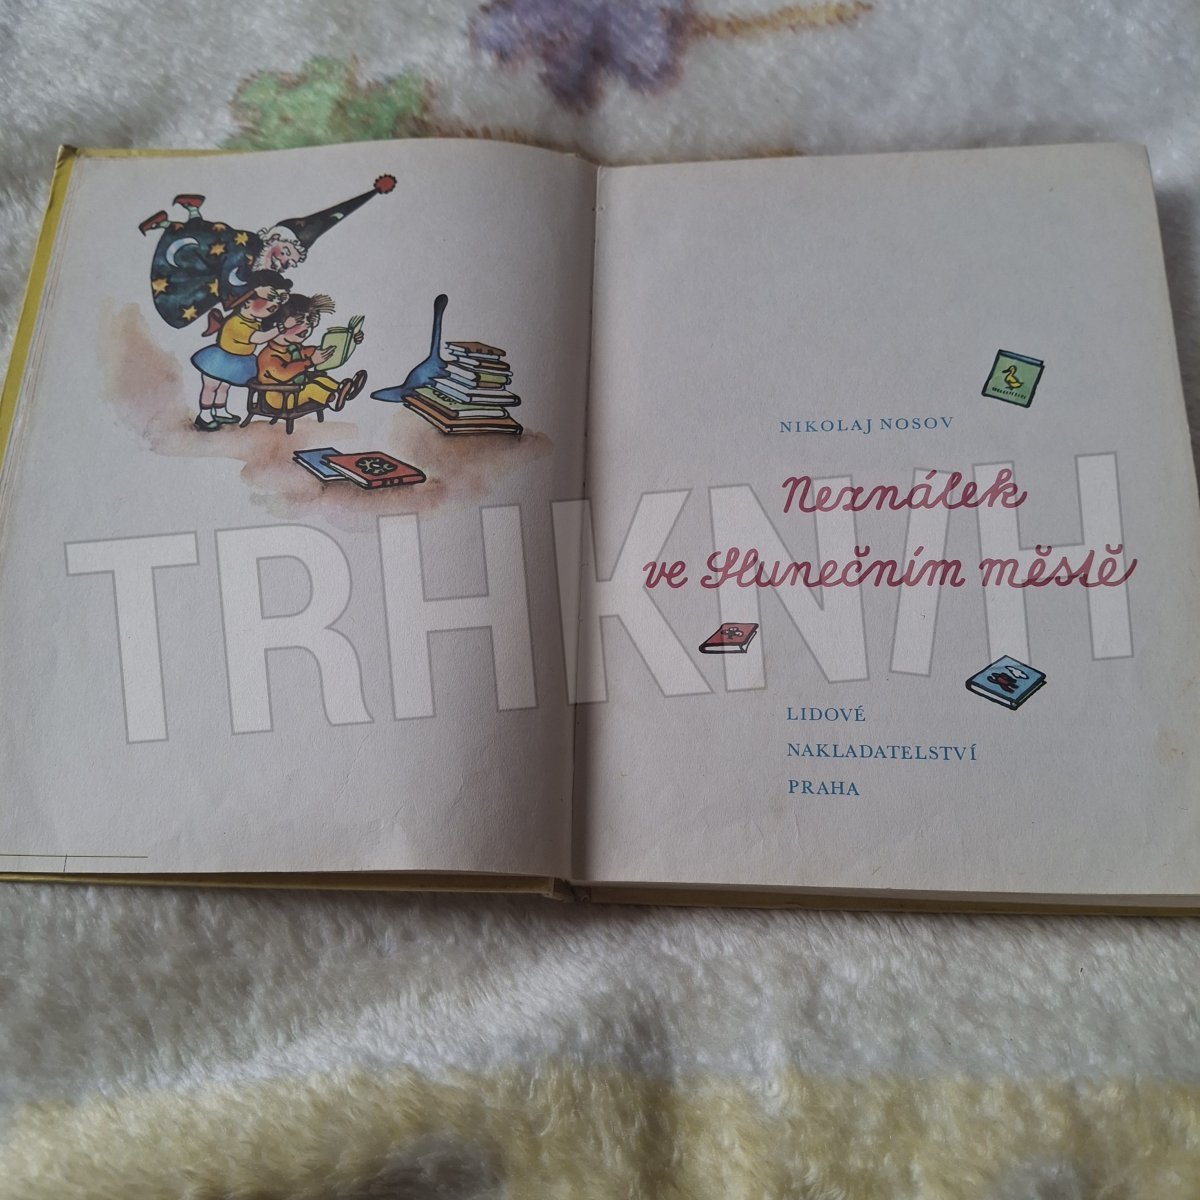 NIKOLAJ NOSOV
Neználek
ve Slunečním městě
LIDOVÉ
NAKLADATELSTVÍ
PRAHA
TRHKNIH